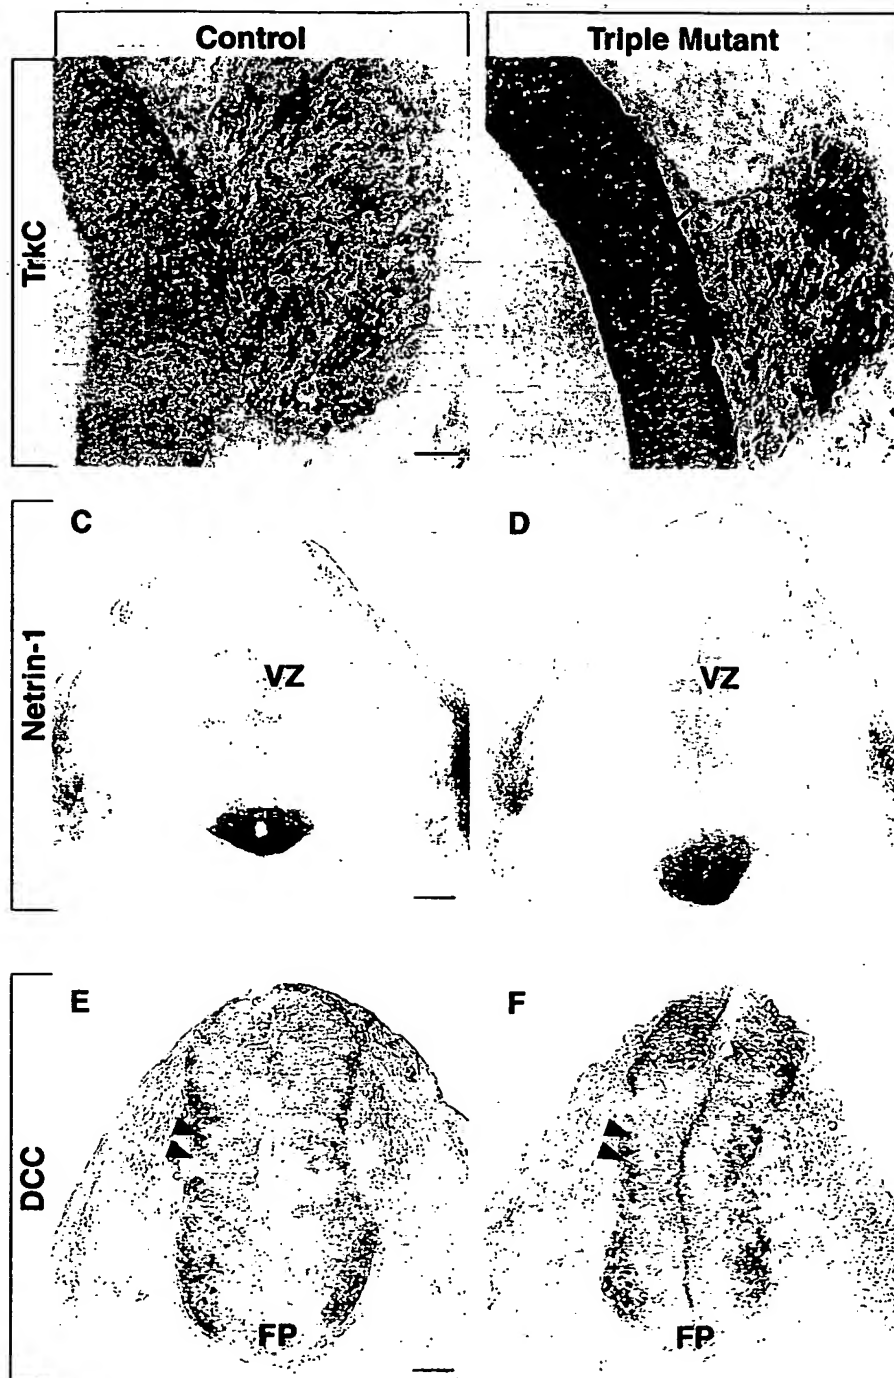 Control
Triple Mutant
TrkC
C
D
Netrin-1
VZ
VZ
E
F
DCC
FP
FP